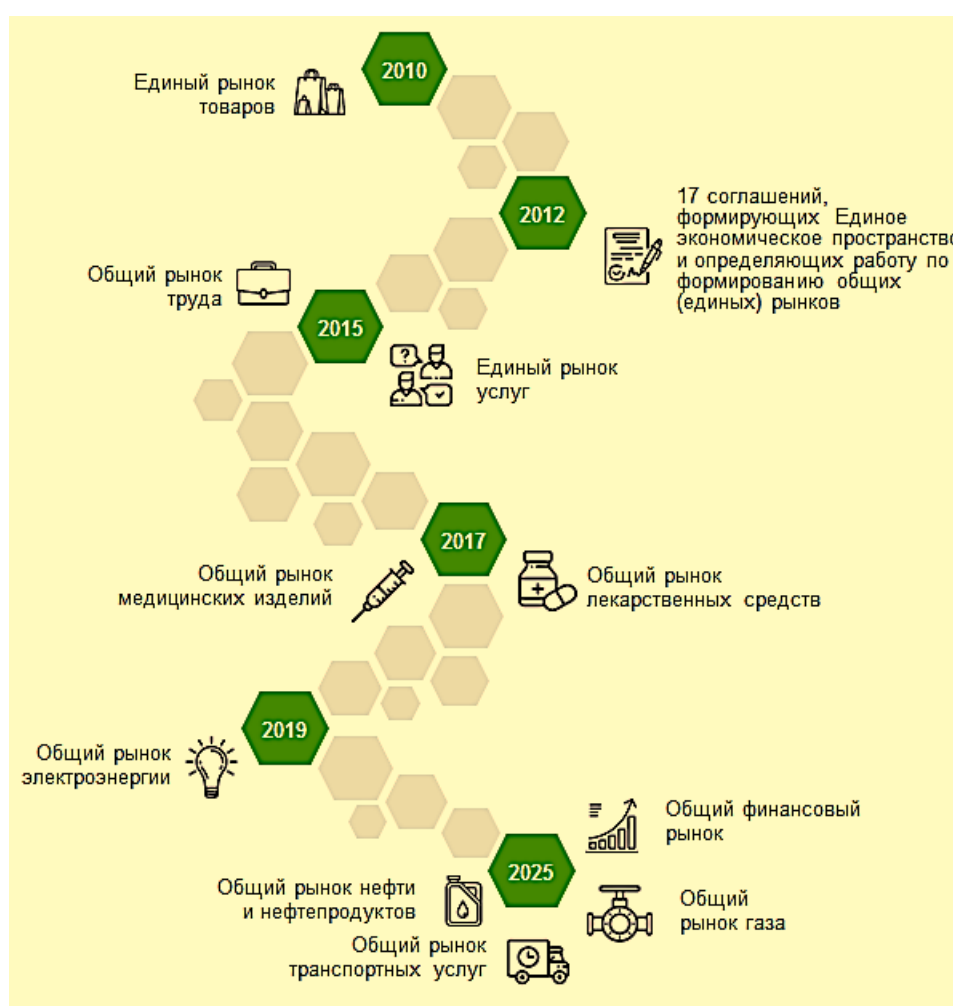 2010
Единый рынок
товаров
2012
17 соглашений,
формирующих Единое
экономическое пространство
и определяющих работу по
формированию общих
(единых) рынков
Общий рынок
труда
2015
Единый рынок
услуг
2017
Общий рынок
медицинских изделий
Общий рынок
лекарственных средств
2019
Общий рынок
электроэнергии
Общий финансовый
рынок
2025
Общий рынок нефти
и нефтепродуктов
Общий
рынок газа
Общий рынок
транспортных услуг